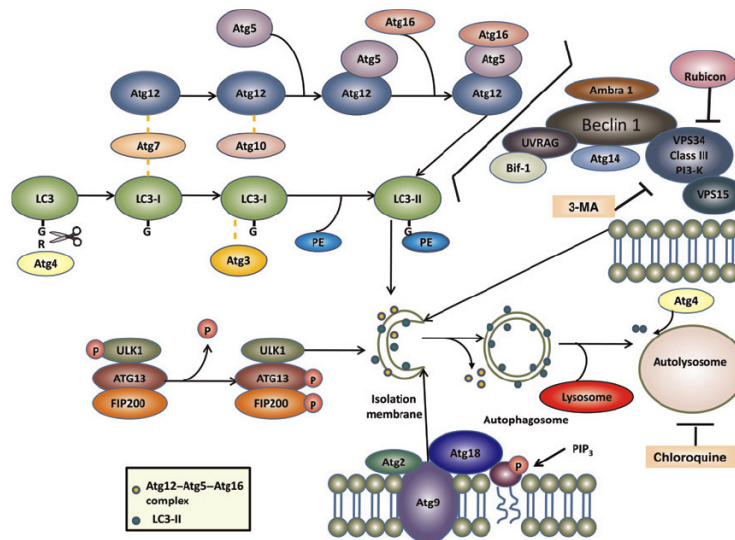 Atg5
Atg16
Atg16
Atg5
Atg5
Atg12
Atg12
Atg12
Atg12
Atg7
Atg10
Rubicon
Ambra 1
Beclin 1
UVRAG
Bif-1
Atg14
VPS34
Class III
PI3-K
VPS15
3-MA
LC3
LC3-I
LC3-I
LC3-II
G
R
G
G
G
PE
PE
Atg4
Atg3
Atg4
P
P
ULK1
ATG13
FIP200
ULK1
ATG13
P
FIP200
P
Isolation
membrane
Autophagosome
Lysosome
Autolysosome
Chloroquine
Atg2
Atg18
Atg9
P
PIP3
Atg12–Atg5–Atg16
complex
LC3-II